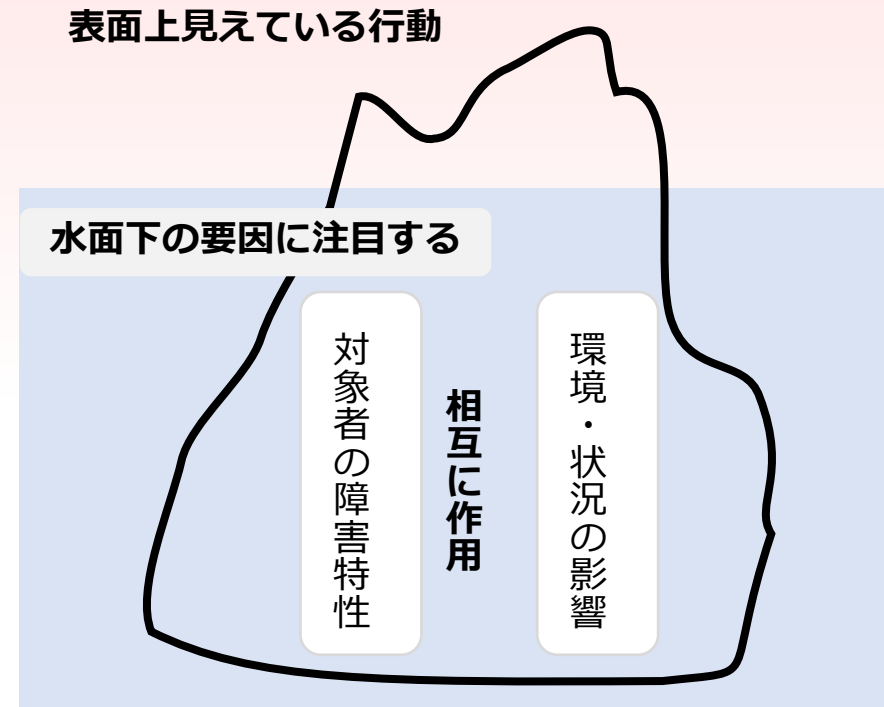 表面上見えている行動
水面下の要因に注目する
対象者の障害特性
相互に作用
環境・状況の影響